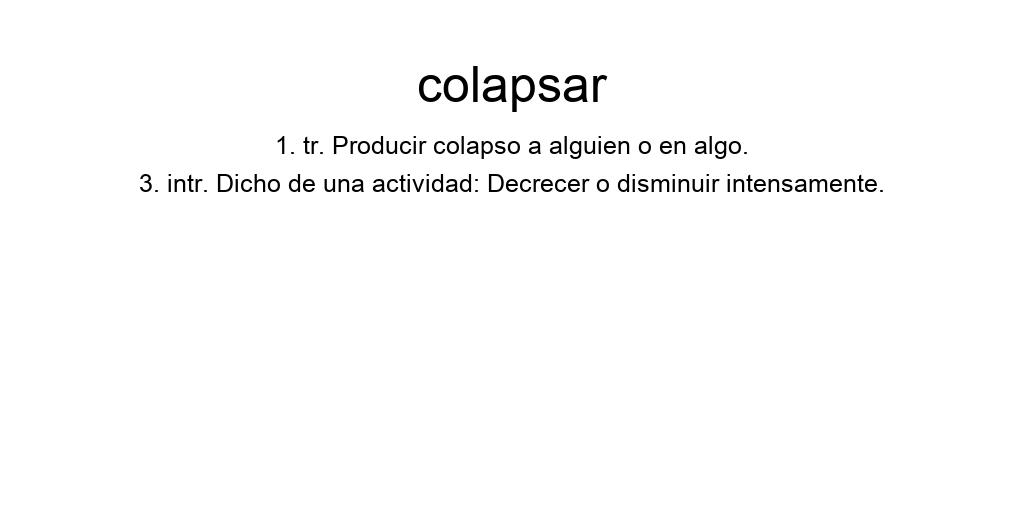 colapsar
1. tr. Producir colapso a alguien o en algo.
3. intr. Dicho de una actividad: Decrecer o disminuir intensamente.